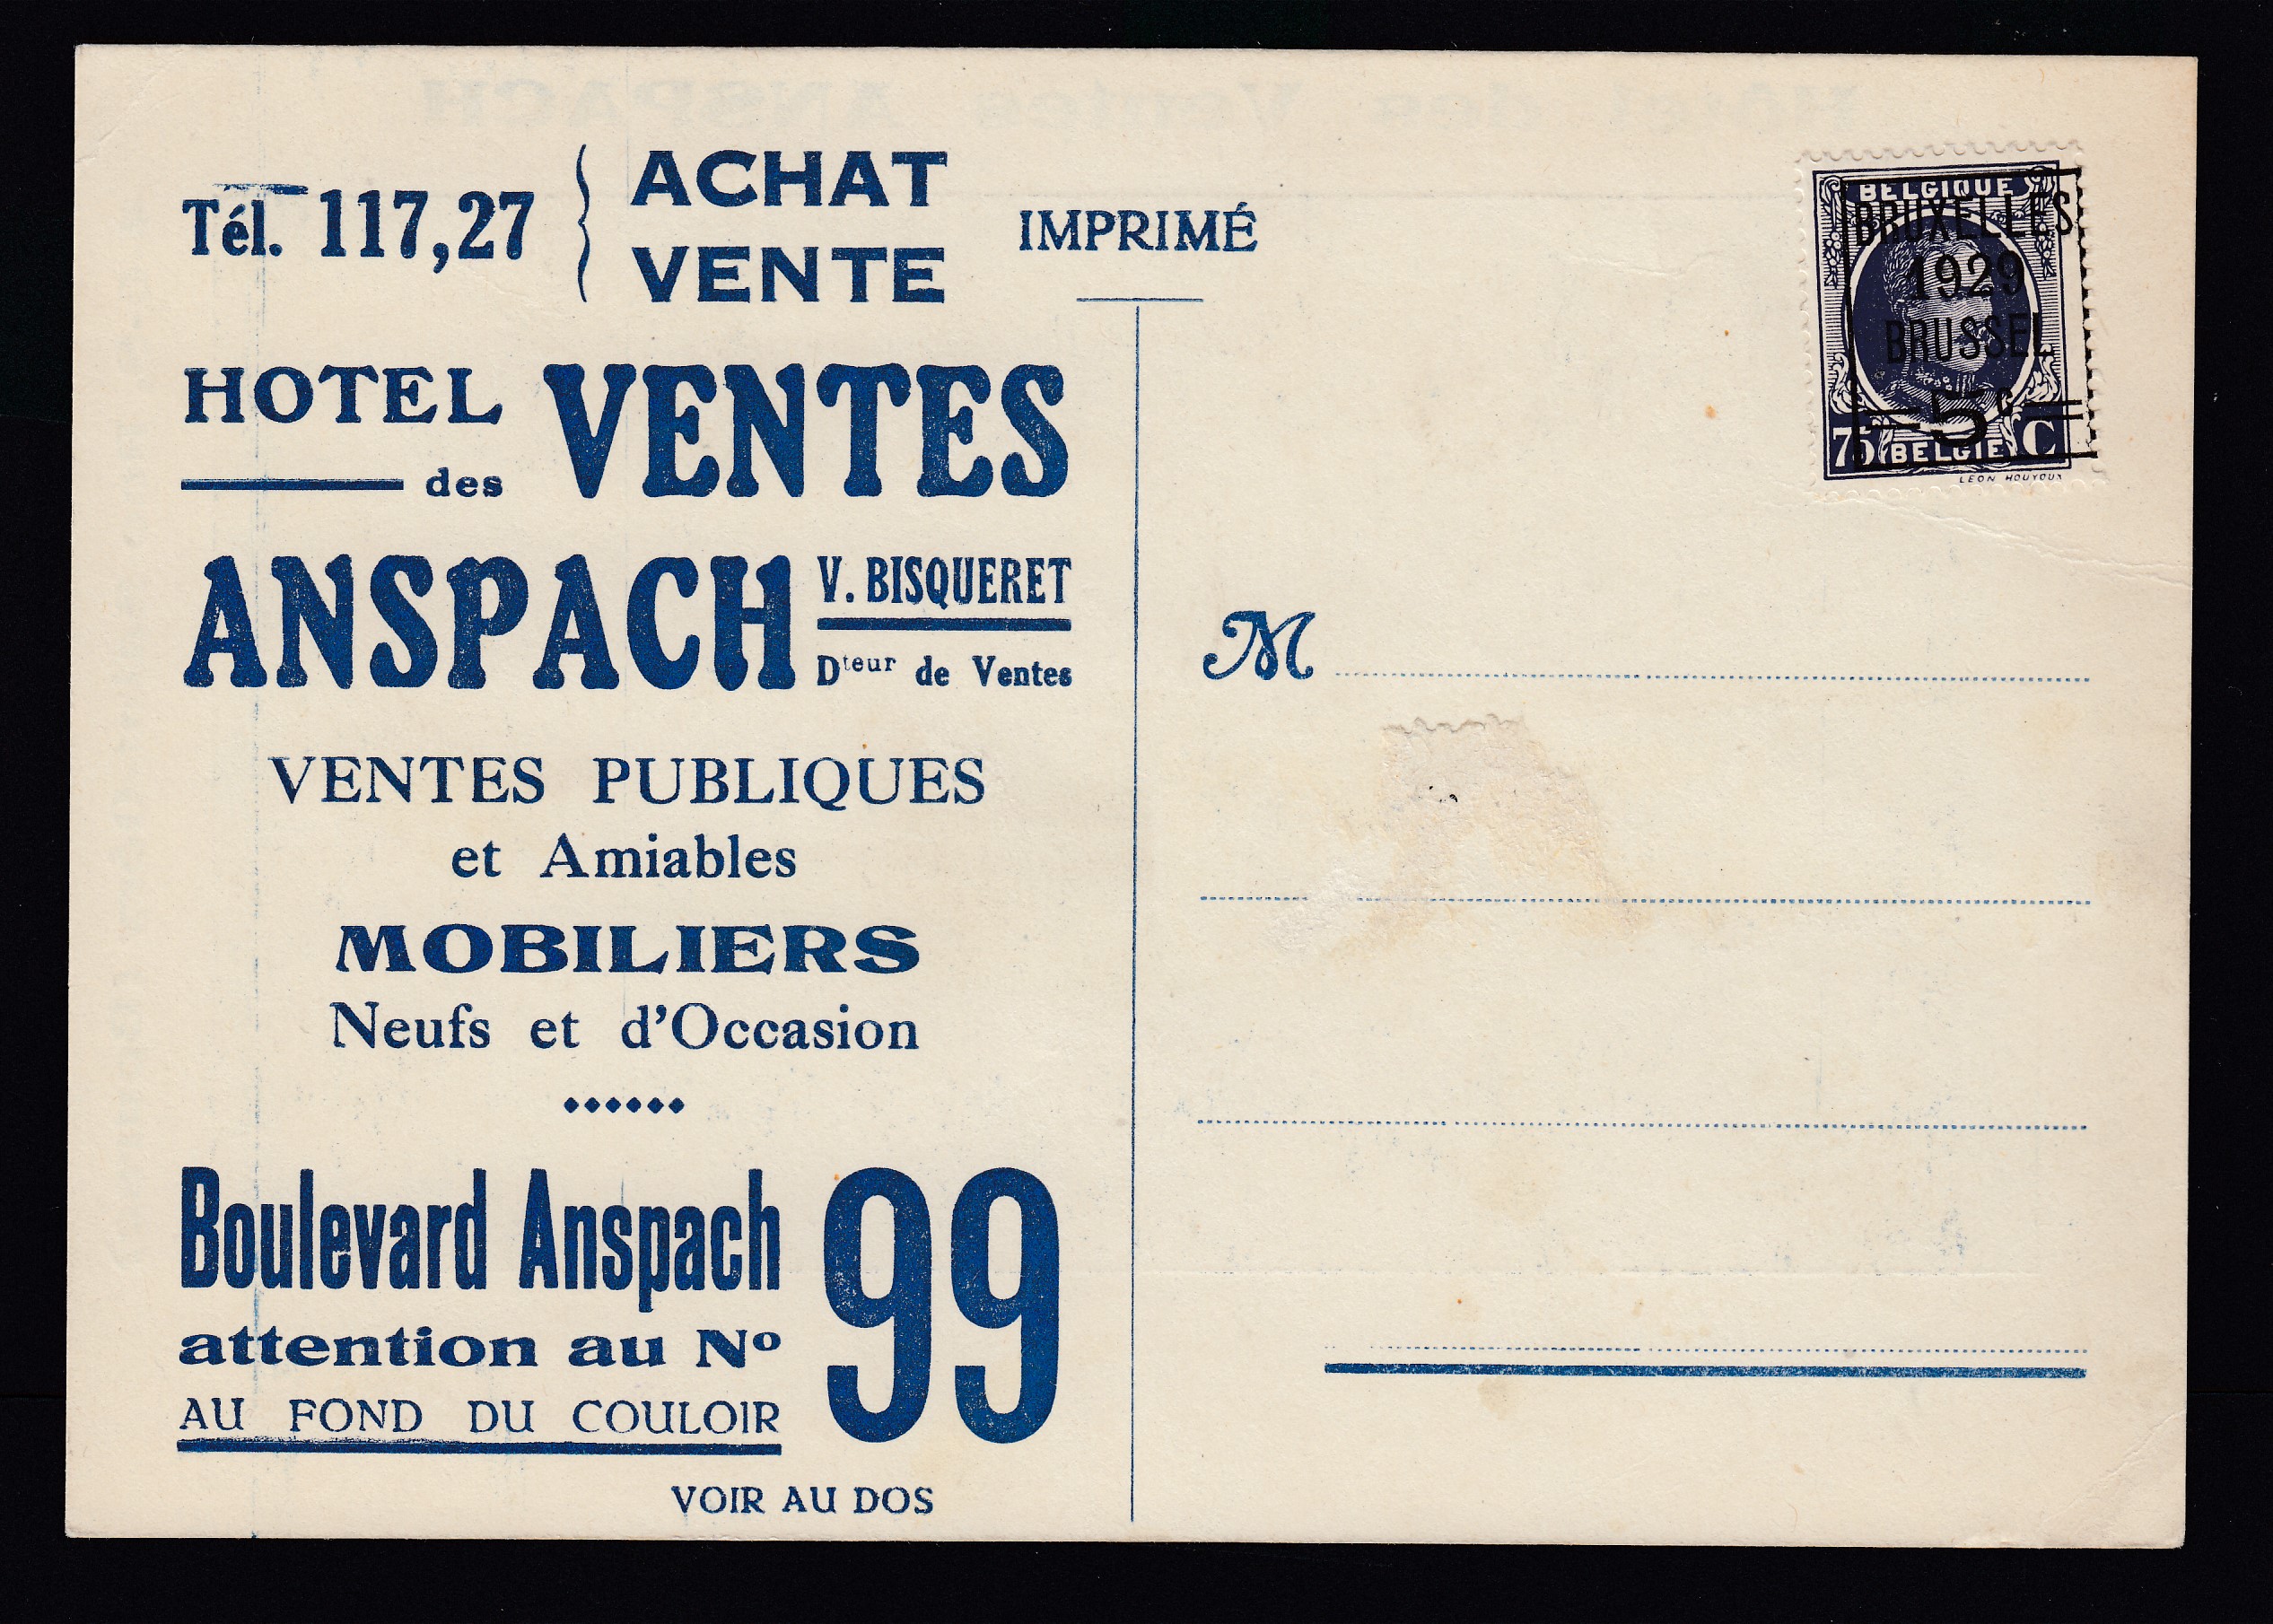 Tél. 117,27
ACHAT
VENTE
IMPRIMÉ
HOTEL
des
VENTES
ANSPACH
V. BISQUERET
Dteur de Ventes
VENTES PUBLIQUES
et Amiables
MOBILIERS
Neufs et d'Occasion
Boulevard Anspach
attention au No
99
AU FOND DU COULOIR
VOIR AU DOS
BELGIQUE
BRUXELLES
1929
BRUSSEL
5c
75 BELGIE C
LEON HOUYOUX
M